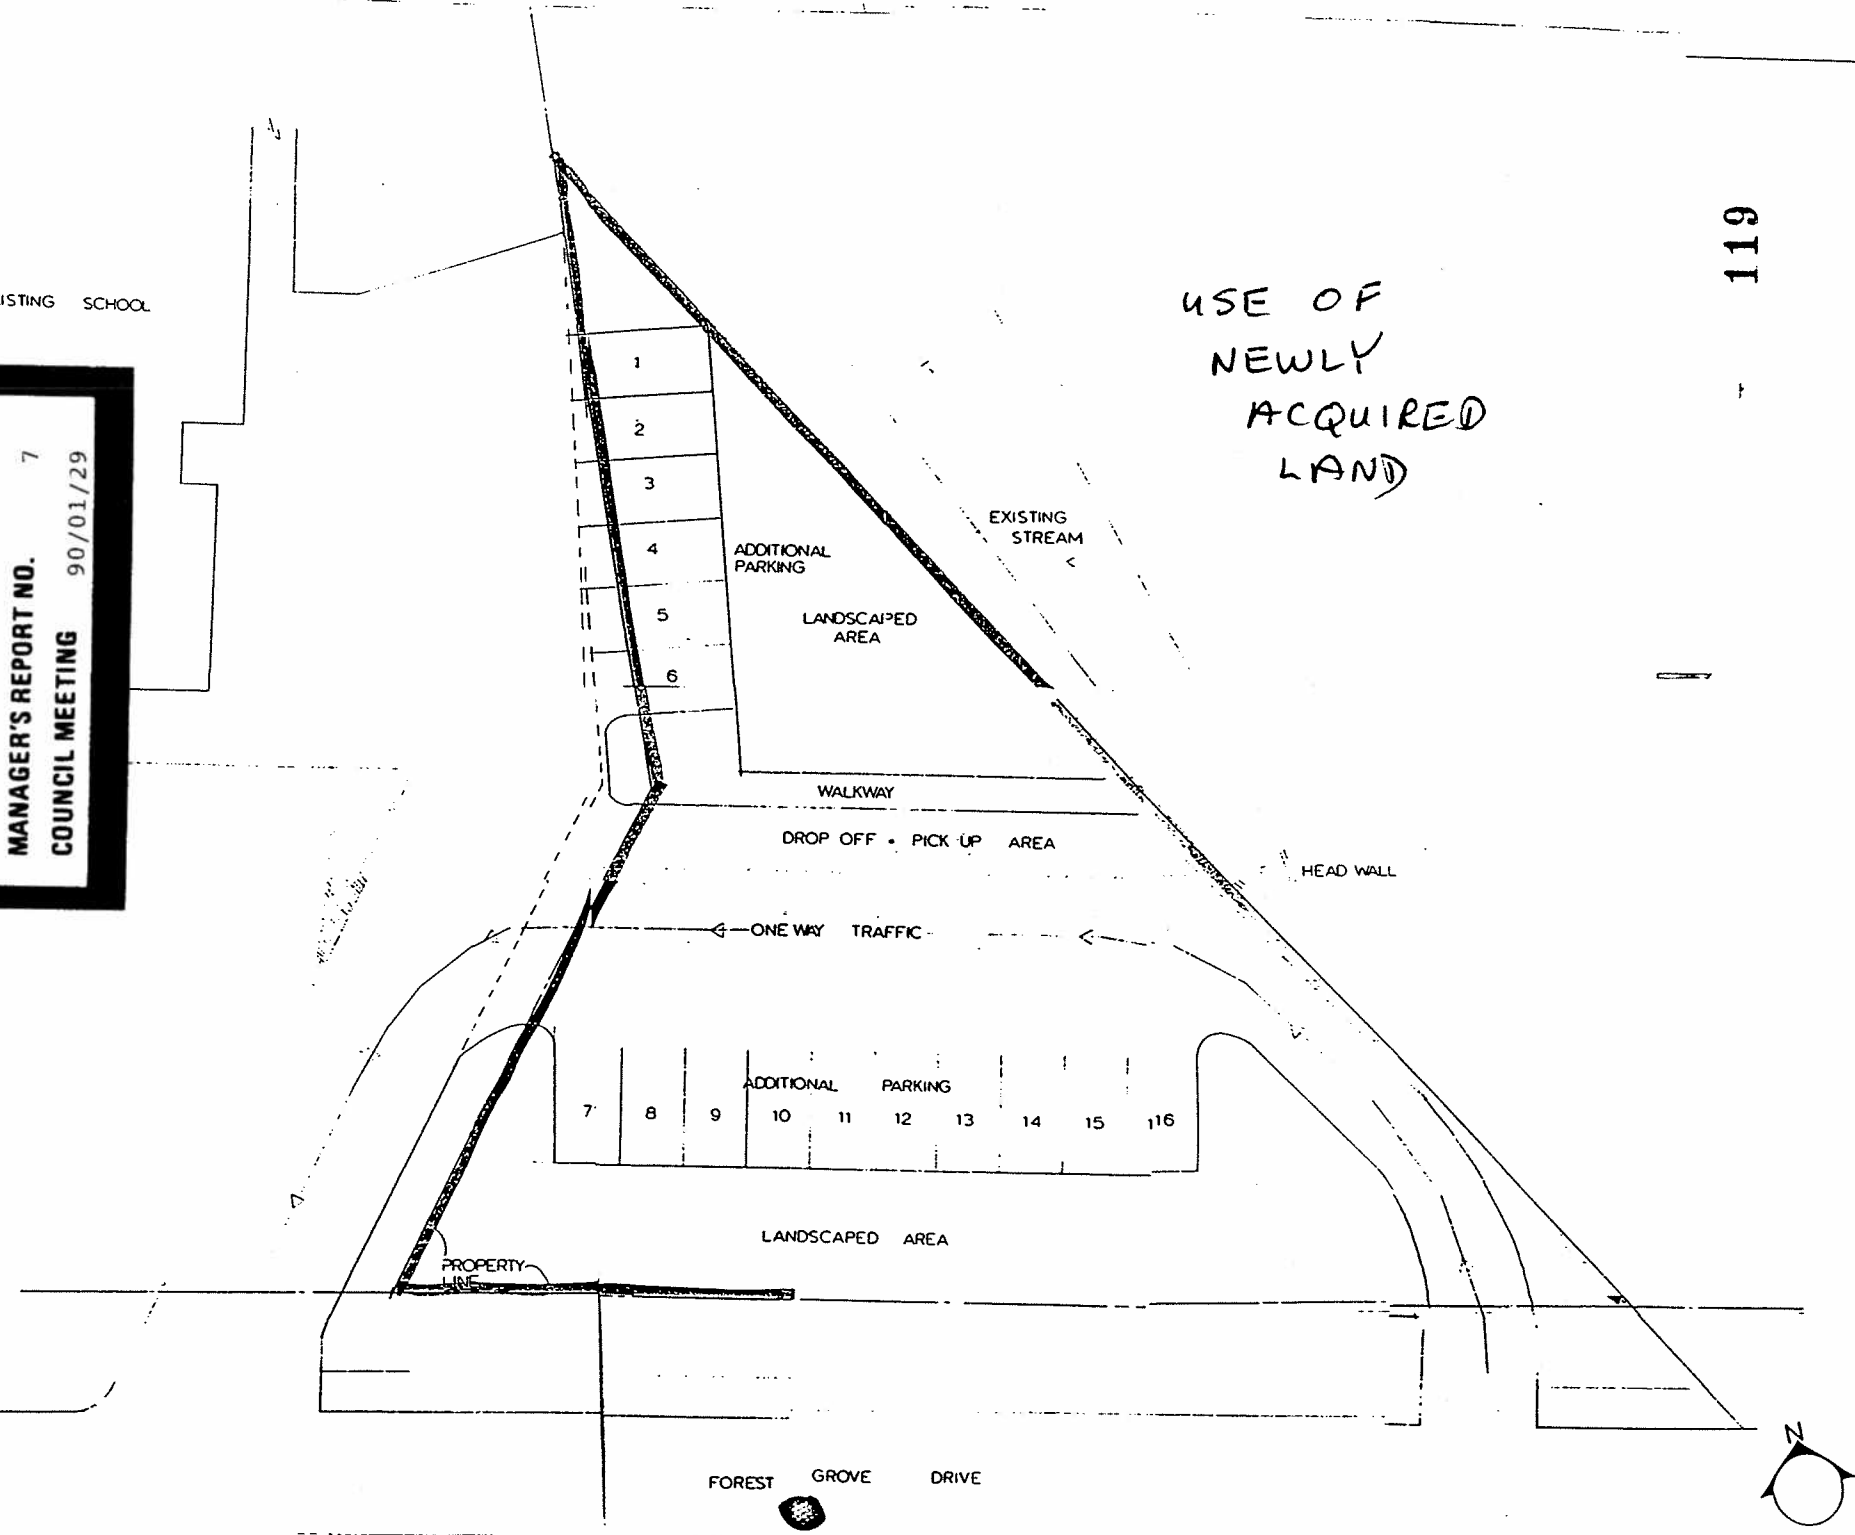 119
USE OF
NEWLY
ACQUIRED
LAND
ISTING SCHOOL
MANAGER'S REPORT NO. 7
COUNCIL MEETING 90/01/29
1
2
3
4
5
6
ADDITIONAL
PARKING
LANDSCAPED
AREA
EXISTING
STREAM
WALKWAY
DROP OFF • PICK UP AREA
HEAD WALL
ONE WAY TRAFFIC
ADDITIONAL PARKING
7 8 9 10 11 12 13 14 15 16
LANDSCAPED AREA
PROPERTY
LINE
FOREST GROVE DRIVE
N